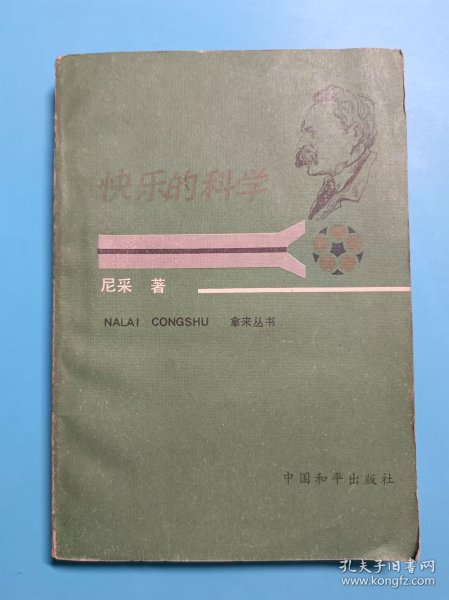 快乐的科学
尼采 著
NALAI CONGSHU 拿来丛书
中国和平出版社
孔夫子旧书网
www.kongfz.com